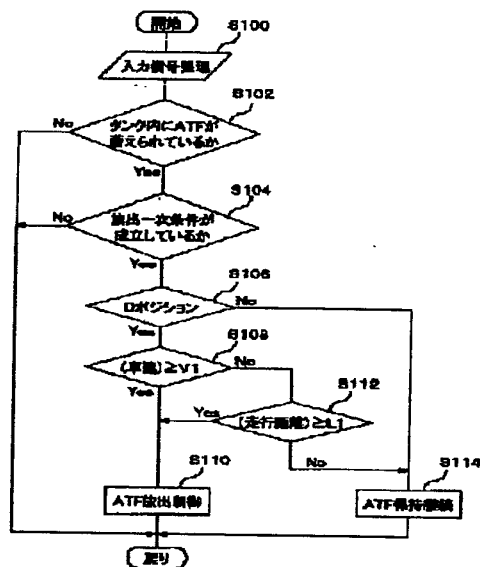 開始
S100
入力信号処理
S102
タンク内にATFが
蓄えられているか
No
Yes
S104
放出一次条件が
成立しているか
No
Yes
S106
Dポジション
No
Yes
S108
(車速)≥V1
No
Yes
S112
(走行距離)≥L1
Yes
No
S110
ATF放出制御
S114
ATF保持継続
戻り